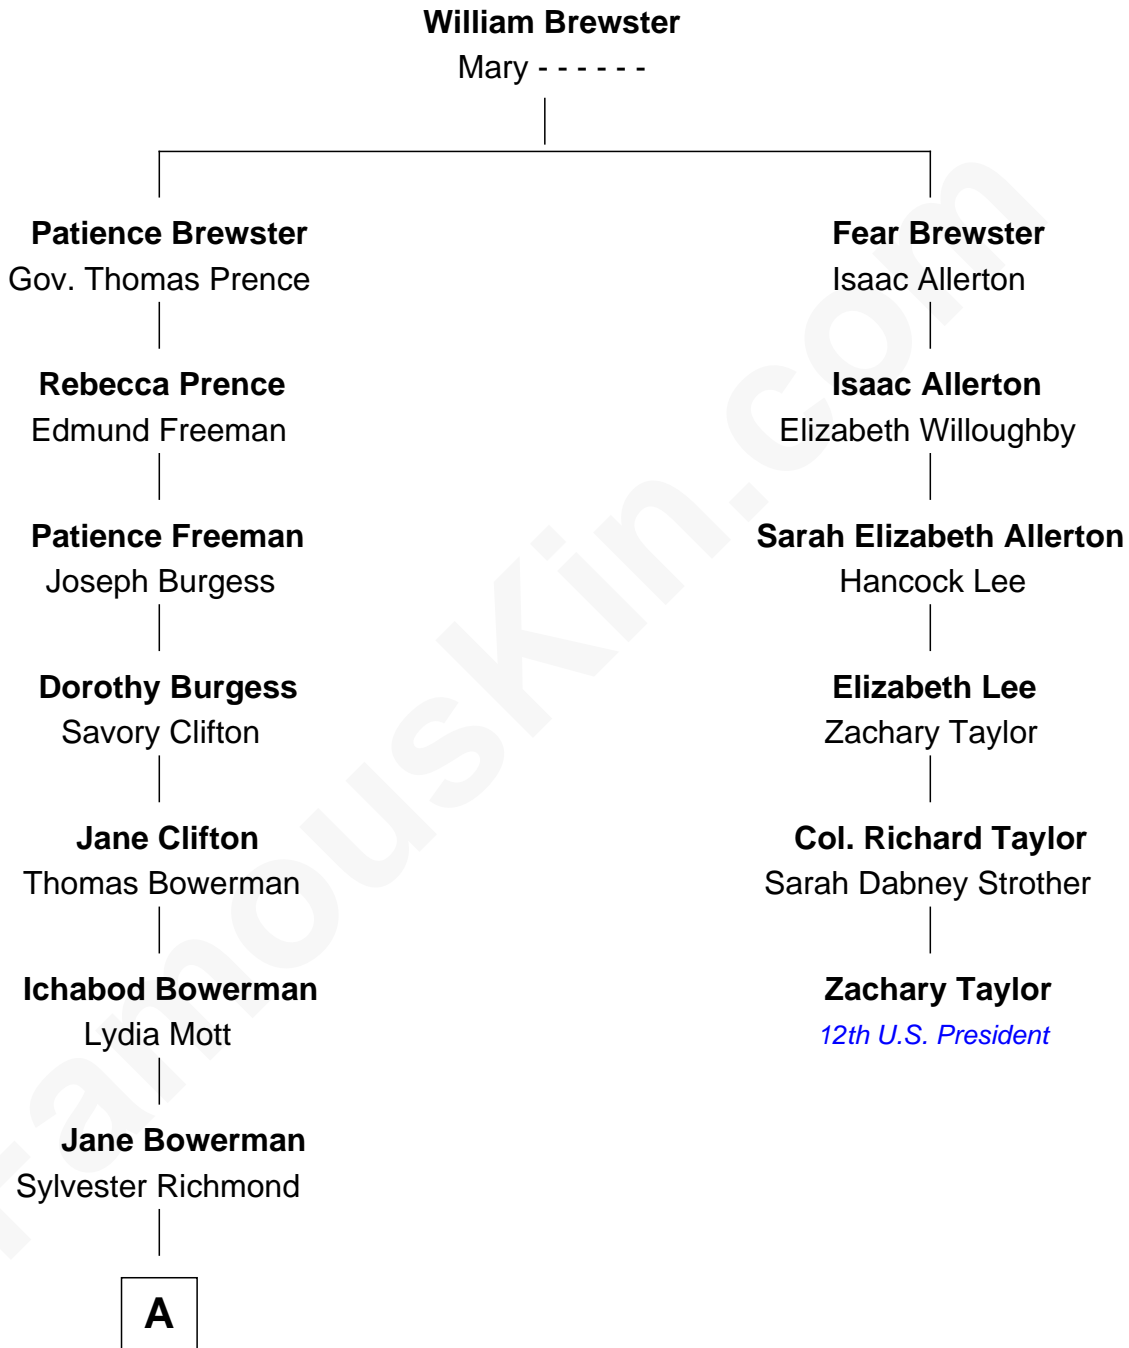 William Brewster
Mary - - - - - -
Patience Brewster
Gov. Thomas Prence
Fear Brewster
Isaac Allerton
Rebecca Prence
Edmund Freeman
Isaac Allerton
Elizabeth Willoughby
Patience Freeman
Joseph Burgess
Sarah Elizabeth Allerton
Hancock Lee
Dorothy Burgess
Savory Clifton
Elizabeth Lee
Zachary Taylor
Jane Clifton
Thomas Bowerman
Col. Richard Taylor
Sarah Dabney Strother
Ichabod Bowerman
Lydia Mott
Zachary Taylor
12th U.S. President
Jane Bowerman
Sylvester Richmond
A
FamousKin.com